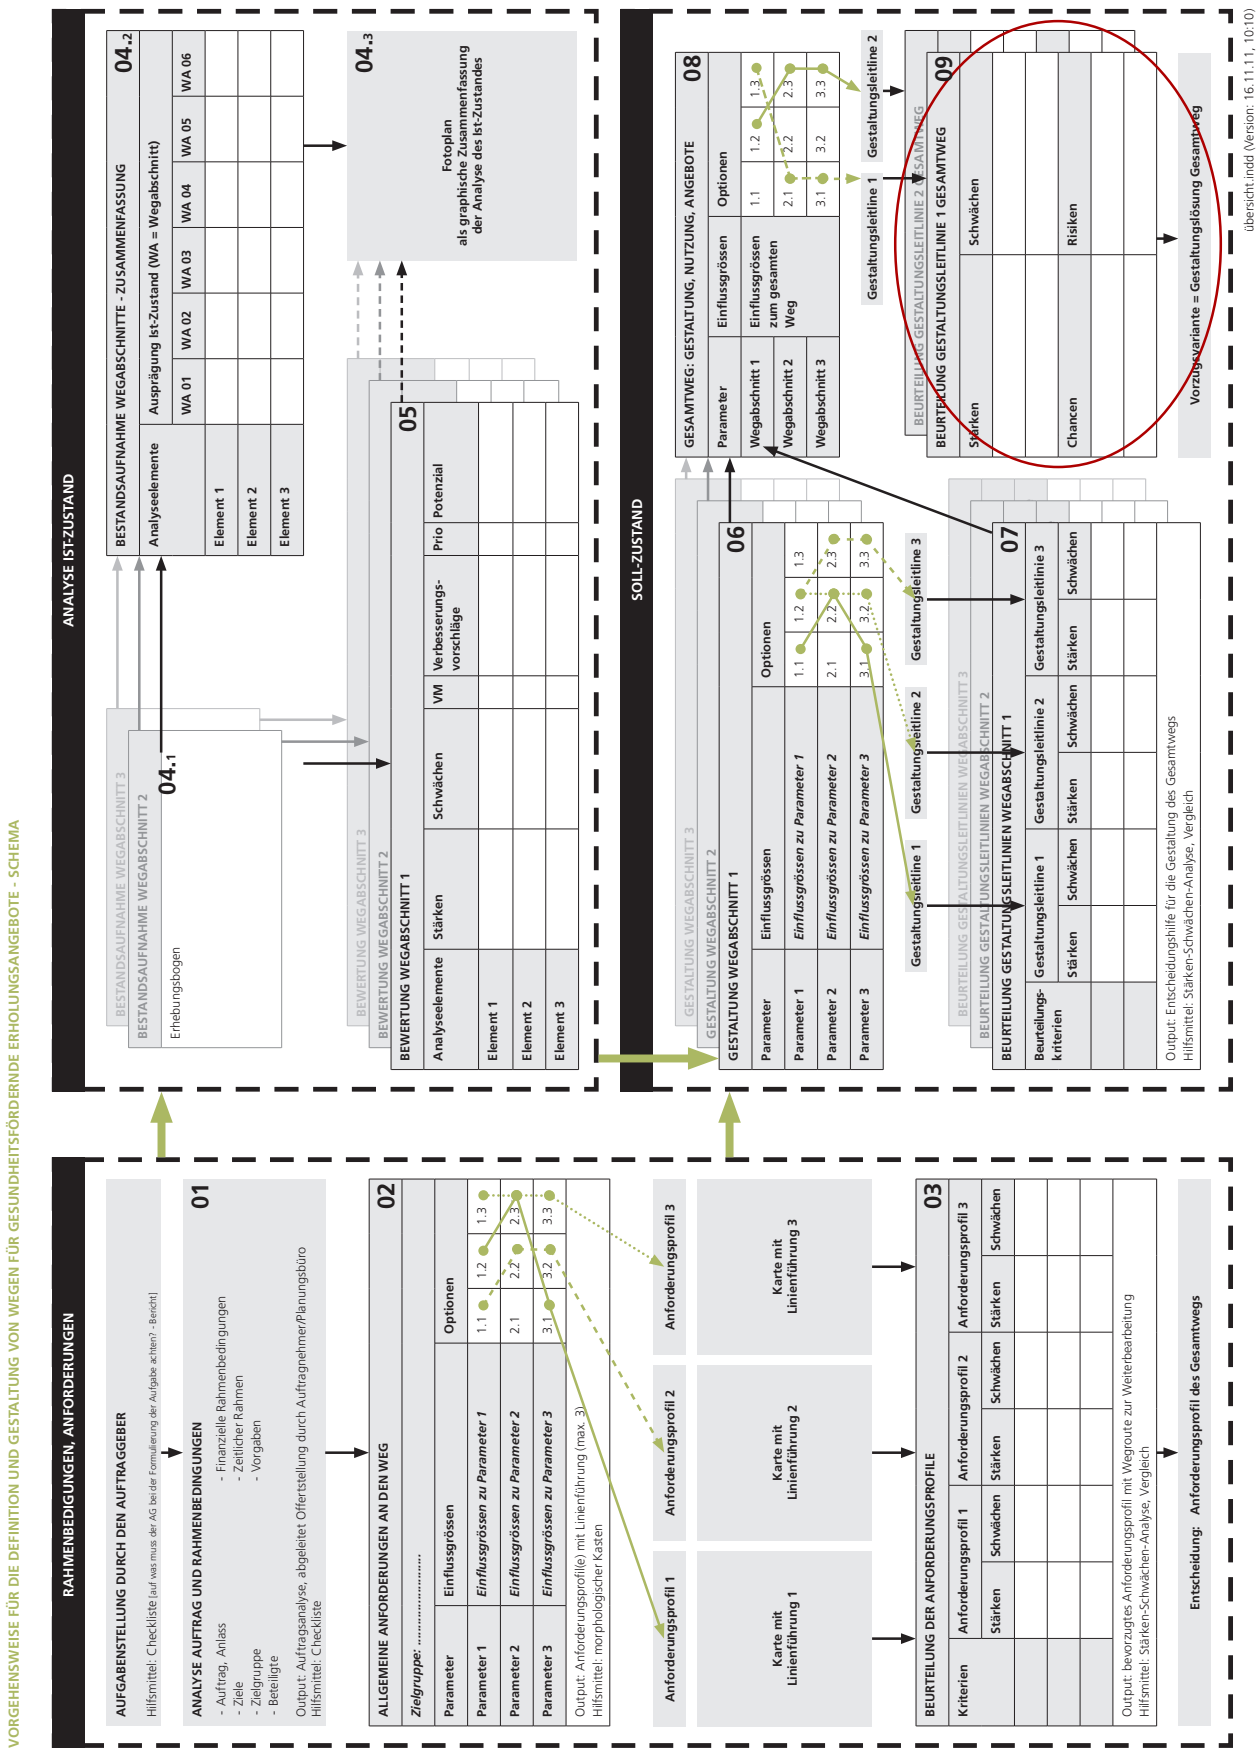 VORGEHENSWEISE FÜR DIE DEFINITION UND GESTALTUNG VON WEGEN FÜR GESUNDHEITSFÖRDERNDE ERHOLUNGSANGEBOTE - SCHEMA
RAHMENBEDIGUNGEN, ANFORDERUNGEN
AUFGABENSTELLUNG DURCH DEN AUFTRAGGEBER
Hilfsmittel: Checkliste [auf was muss der AG bei der Formulierung der Aufgabe achten? - Bericht]
01
ANALYSE AUFTRAG UND RAHMENBEDINGUNGEN
- Auftrag, Anlass - Finanzielle Rahmenbedingungen
- Ziele - Zeitlicher Rahmen
- Zielgruppe - Vorgaben
- Beteiligte
Output: Auftragsanalyse, abgeleitet Offertstellung durch Auftragnehmer/Planungsbüro
Hilfsmittel: Checkliste
02
ALLGEMEINE ANFORDERUNGEN AN DEN WEG
Zielgruppe: ............................
Parameter Einflussgrössen Optionen
Parameter 1 Einflussgrössen zu Parameter 1 1.1 1.2 1.3
Parameter 2 Einflussgrössen zu Parameter 2 2.1 2.2 2.3
Parameter 3 Einflussgrössen zu Parameter 3 3.1 3.2 3.3
Output: Anforderungsprofil(e) mit Linienführung (max. 3)
Hilfsmittel: morphologischer Kasten
Anforderungsprofil 1 Anforderungsprofil 2 Anforderungsprofil 3
Karte mit Linienführung 1
Karte mit Linienführung 2
Karte mit Linienführung 3
03
BEURTEILUNG DER ANFORDERUNGSPROFILE
Kriterien Anforderungsprofil 1 Anforderungsprofil 2 Anforderungsprofil 3
Stärken Schwächen Stärken Schwächen Stärken Schwächen
Output: bevorzugtes Anforderungsprofil mit Wegroute zur Weiterbearbeitung
Hilfsmittel: Stärken-Schwächen-Analyse, Vergleich
Entscheidung: Anforderungsprofil des Gesamtwegs
ANALYSE IST-ZUSTAND
BESTANDSAUFNAHME WEGABSCHNITT 3
BESTANDSAUFNAHME WEGABSCHNITT 2
04.1
Erhebungsbogen
04.2
BESTANDSAUFNAHME WEGABSCHNITTE - ZUSAMMENFASSUNG
Analyseelemente Ausprägung Ist-Zustand (WA = Wegabschnitt)
WA 01 WA 02 WA 03 WA 04 WA 05 WA 06
Element 1
Element 2
Element 3
04.3
Fotoplan
als graphische Zusammenfassung
der Analyse des Ist-Zustandes
BEWERTUNG WEGABSCHNITT 3
BEWERTUNG WEGABSCHNITT 2
BEWERTUNG WEGABSCHNITT 1
05
Analyseelemente Stärken Schwächen VM Verbesserungs-vorschläge Prio Potenzial
Element 1
Element 2
Element 3
SOLL-ZUSTAND
GESTALTUNG WEGABSCHNITT 3
GESTALTUNG WEGABSCHNITT 2
GESTALTUNG WEGABSCHNITT 1
06
Parameter Einflussgrössen Optionen
Parameter 1 Einflussgrössen zu Parameter 1 1.1 1.2 1.3
Parameter 2 Einflussgrössen zu Parameter 2 2.1 2.2 2.3
Parameter 3 Einflussgrössen zu Parameter 3 3.1 3.2 3.3
Gestaltungsleitline 1 Gestaltungsleitline 2 Gestaltungsleitline 3
BEURTEILUNG GESTALTUNGSLEITLINIEN WEGABSCHNITT 3
BEURTEILUNG GESTALTUNGSLEITLINIEN WEGABSCHNITT 2
BEURTEILUNG GESTALTUNGSLEITLINIEN WEGABSCHNITT 1
07
Beurteilungs-kriterien Gestaltungsleitline 1 Gestaltungsleitlinie 2 Gestaltungsleitlinie 3
Stärken Schwächen Stärken Schwächen Stärken Schwächen
Output: Entscheidungshilfe für die Gestaltung des Gesamtwegs
Hilfsmittel: Stärken-Schwächen-Analyse, Vergleich
08
GESAMTWEG: GESTALTUNG, NUTZUNG, ANGEBOTE
Parameter Einflussgrössen Optionen
Wegabschnitt 1 Einflussgrössen zum gesamten Weg 1.1 1.2 1.3
Wegabschnitt 2 2.1 2.2 2.3
Wegabschnitt 3 3.1 3.2 3.3
Gestaltungsleitline 1 Gestaltungsleitline 2
BEURTEILUNG GESTALTUNGSLEITLINIE 2 GESAMTWEG
BEURTEILUNG GESTALTUNGSLEITLINIE 1 GESAMTWEG
09
Stärken Schwächen
Chancen Risiken
Vorzugsvariante = Gestaltungslösung Gesamtweg
übersicht.indd (Version: 16.11.11, 10:10)